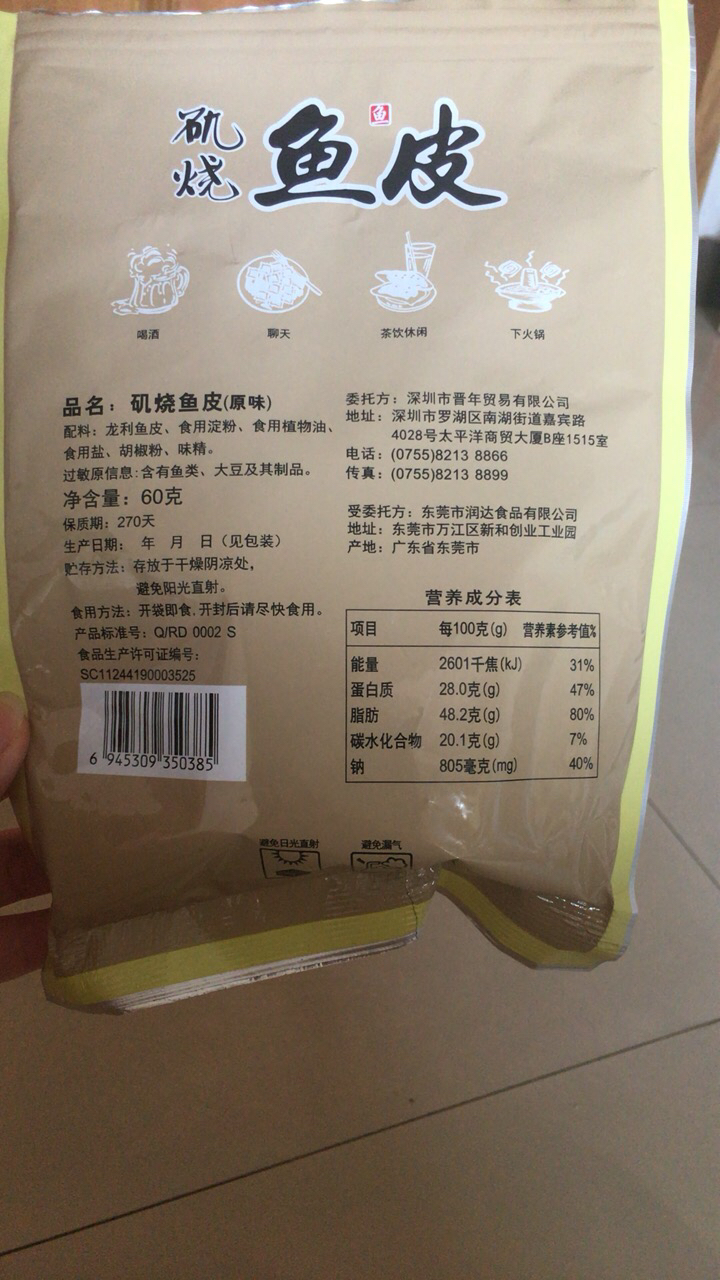 矶烧
鱼皮
鱼
喝酒
聊天
茶饮休闲
下火锅
品名：矶烧鱼皮(原味)
配料：龙利鱼皮、食用淀粉、食用植物油、
食用盐、胡椒粉、味精。
过敏原信息:含有鱼类、大豆及其制品。
净含量：60克
保质期：270天
生产日期： 年 月 日（见包装）
贮存方法：存放于干燥阴凉处，
避免阳光直射。
食用方法：开袋即食,开封后请尽快食用。
产品标准号：Q/RD 0002 S
食品生产许可证编号：
SC11244190003525
6 945309 350385
委托方：深圳市晋年贸易有限公司
地址：深圳市罗湖区南湖街道嘉宾路
4028号太平洋商贸大厦B座1515室
电话：(0755)8213 8866
传真：(0755)8213 8899
受委托方：东莞市润达食品有限公司
地址：东莞市万江区新和创业工业园
产地：广东省东莞市
营养成分表
项目 每100克(g) 营养素参考值%
能量 2601千焦(kJ) 31%
蛋白质 28.0克(g) 47%
脂肪 48.2克(g) 80%
碳水化合物 20.1克(g) 7%
钠 805毫克(mg) 40%
避免日光直射
避免漏气